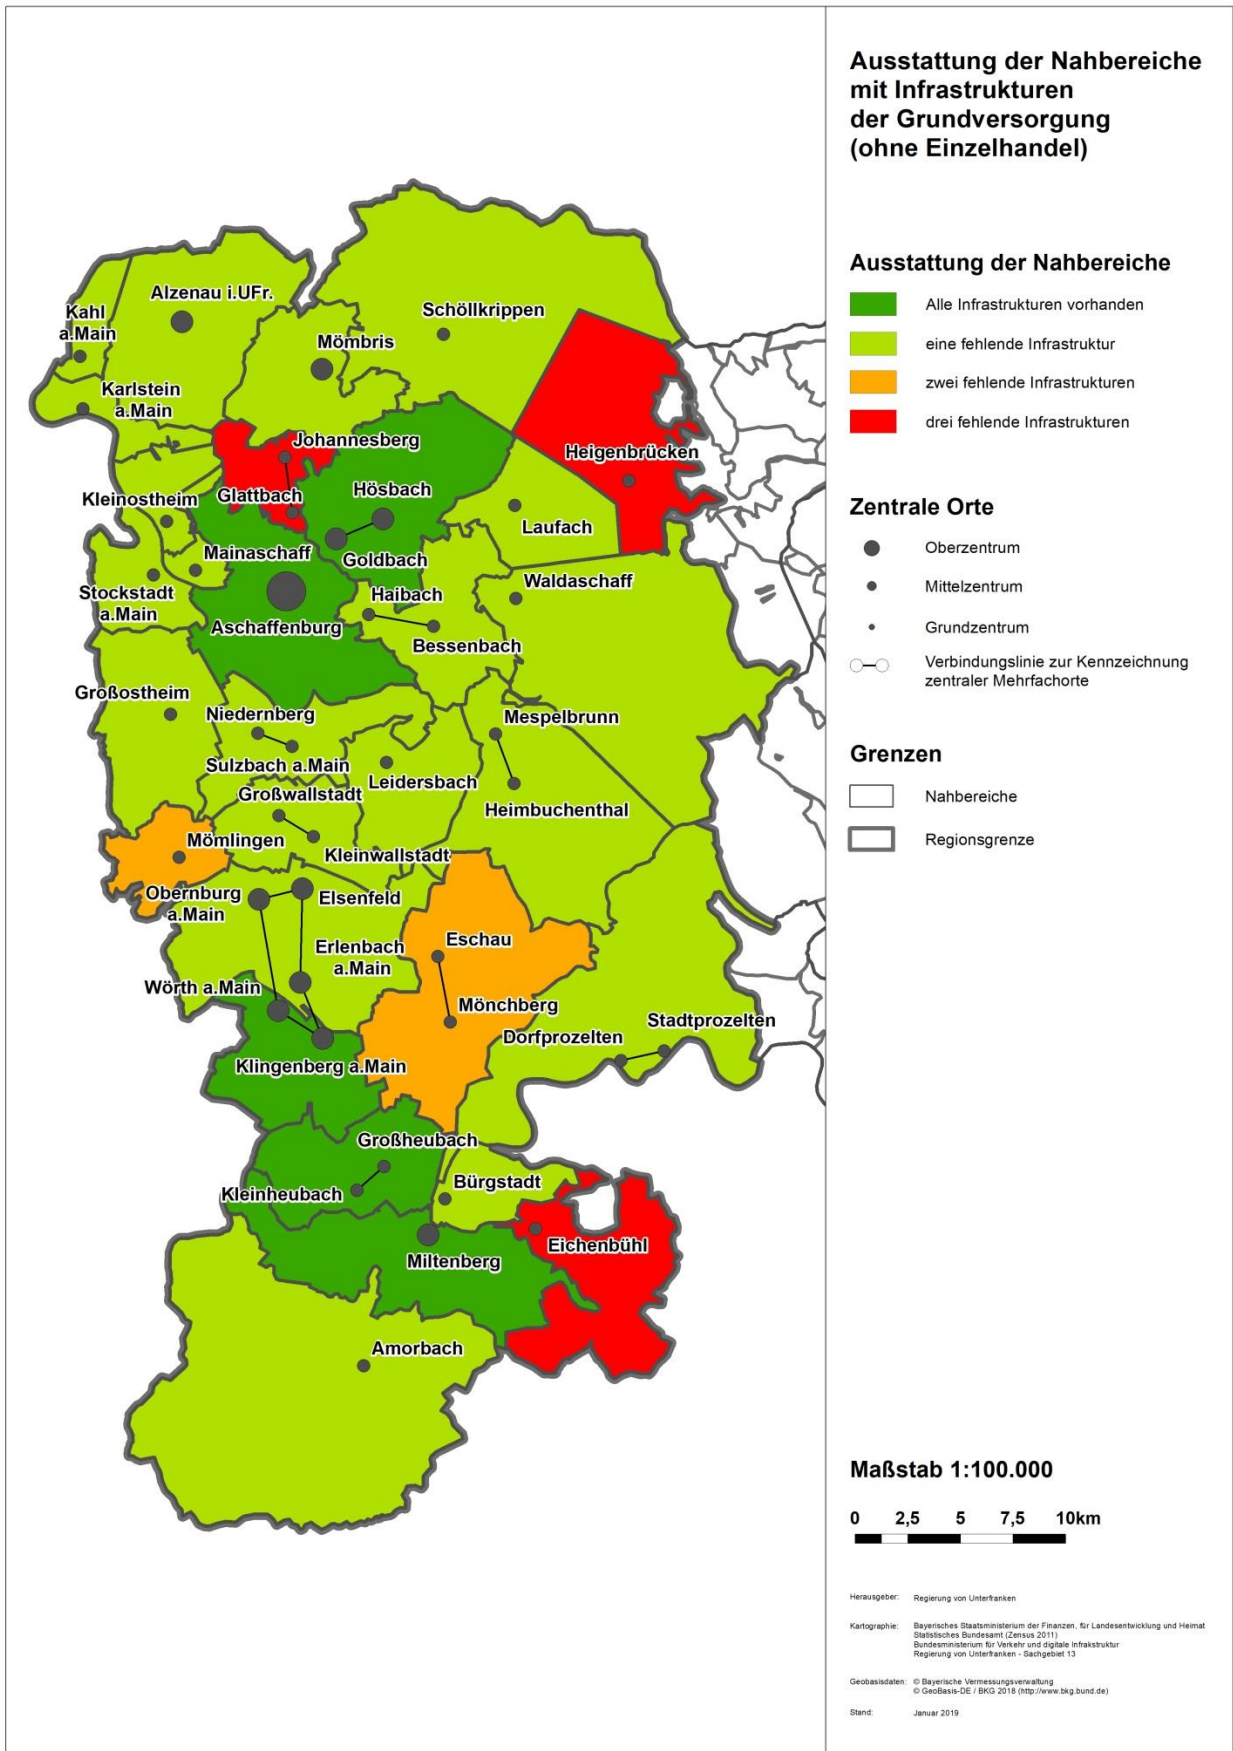 Ausstattung der Nahbereiche
mit Infrastrukturen
der Grundversorgung
(ohne Einzelhandel)
Ausstattung der Nahbereiche
Alle Infrastrukturen vorhanden
eine fehlende Infrastruktur
zwei fehlende Infrastrukturen
drei fehlende Infrastrukturen
Zentrale Orte
Oberzentrum
Mittelzentrum
Grundzentrum
Verbindungslinie zur Kennzeichnung
zentraler Mehrfachorte
Grenzen
Nahbereiche
Regionsgrenze
Maßstab 1:100.000
0 2,5 5 7,5 10km
Herausgeber: Regierung von Unterfranken
Kartographie: Bayerisches Staatsministerium der Finanzen, für Landesentwicklung und Heimat
Statistisches Bundesamt (Zensus 2011)
Bundesministerium für Verkehr und digitale Infrakstruktur
Regierung von Unterfranken - Sachgebiet 13
Geobasisdaten: © Bayerische Vermessungsverwaltung
© GeoBasis-DE / BKG 2018 (http://www.bkg.bund.de)
Stand: Januar 2019
Alzenau i.UFr.
Kahl
a.Main
Schöllkrippen
Mömbris
Karlstein
a.Main
Johannesberg
Heigenbrücken
Glattbach
Hösbach
Kleinostheim
Laufach
Goldbach
Mainaschaff
Waldaschaff
Stockstadt
a.Main
Haibach
Aschaffenburg
Bessenbach
Großostheim
Niedernberg
Mespelbrunn
Sulzbach a.Main
Leidersbach
Großwallstadt
Heimbuchenthal
Mömlingen
Kleinwallstadt
Obernburg
a.Main
Elsenfeld
Erlenbach
a.Main
Eschau
Wörth a.Main
Mönchberg
Stadtprozelten
Dorfprozelten
Klingenberg a.Main
Großheubach
Kleinheubach
Bürgstadt
Eichenbühl
Miltenberg
Amorbach